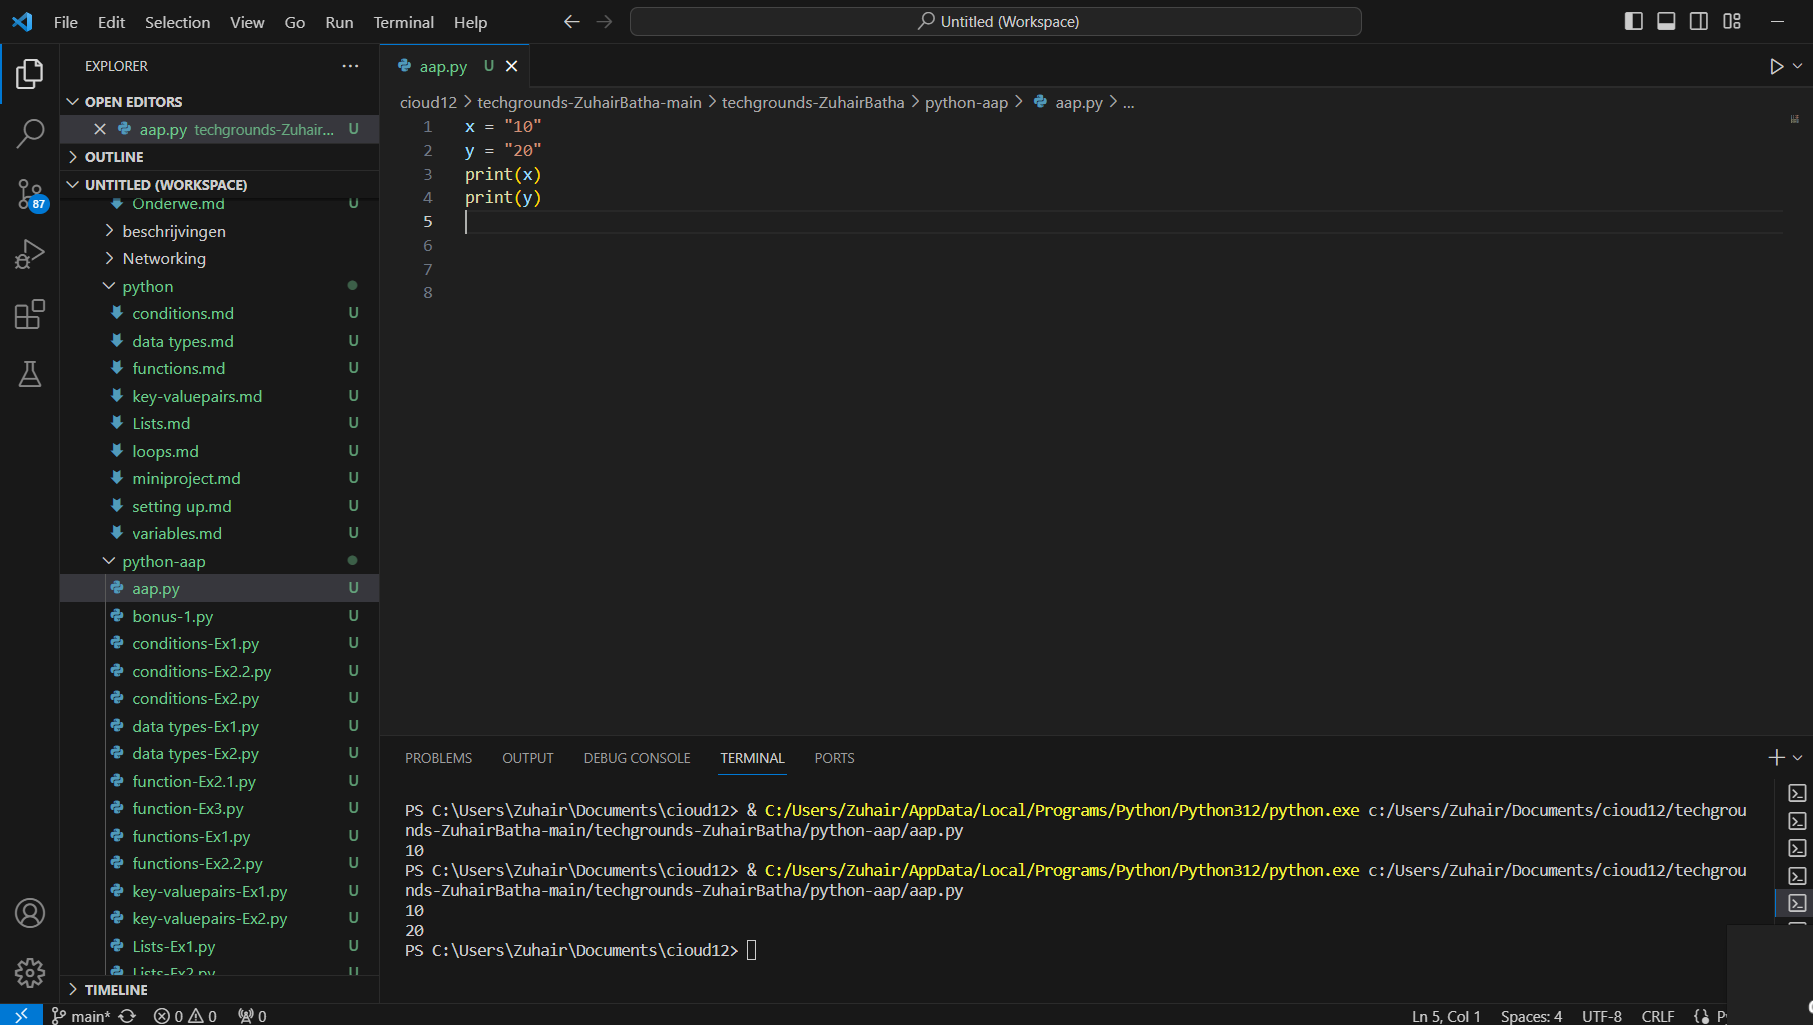 File Edit Selection View Go Run Terminal Help
Untitled (Workspace)
EXPLORER
OPEN EDITORS
aap.py techgrounds-Zuhair... U
OUTLINE
UNTITLED (WORKSPACE)
Onderwe.md U
beschrijvingen
Networking
python
conditions.md U
data types.md U
functions.md U
key-valuepairs.md U
Lists.md U
loops.md U
miniproject.md U
setting up.md U
variables.md U
python-aap
aap.py U
bonus-1.py U
conditions-Ex1.py U
conditions-Ex2.2.py U
conditions-Ex2.py U
data types-Ex1.py U
data types-Ex2.py U
function-Ex2.1.py U
function-Ex3.py U
functions-Ex1.py U
functions-Ex2.2.py U
key-valuepairs-Ex1.py U
key-valuepairs-Ex2.py U
Lists-Ex1.py U
Lists-Ex2.py U
TIMELINE
87
aap.py U
cioud12 > techgrounds-ZuhairBatha-main > techgrounds-ZuhairBatha > python-aap > aap.py > ...
1 x = "10"
2 y = "20"
3 print(x)
4 print(y)
5
6
7
8
PROBLEMS OUTPUT DEBUG CONSOLE TERMINAL PORTS
PS C:\Users\Zuhair\Documents\cioud12> & C:/Users/Zuhair/AppData/Local/Programs/Python/Python312/python.exe c:/Users/Zuhair/Documents/cioud12/techgrou
nds-ZuhairBatha-main/techgrounds-ZuhairBatha/python-aap/aap.py
10
PS C:\Users\Zuhair\Documents\cioud12> & C:/Users/Zuhair/AppData/Local/Programs/Python/Python312/python.exe c:/Users/Zuhair/Documents/cioud12/techgrou
nds-ZuhairBatha-main/techgrounds-ZuhairBatha/python-aap/aap.py
10
20
PS C:\Users\Zuhair\Documents\cioud12>
main* 0 0 0 Ln 5, Col 1 Spaces: 4 UTF-8 CRLF